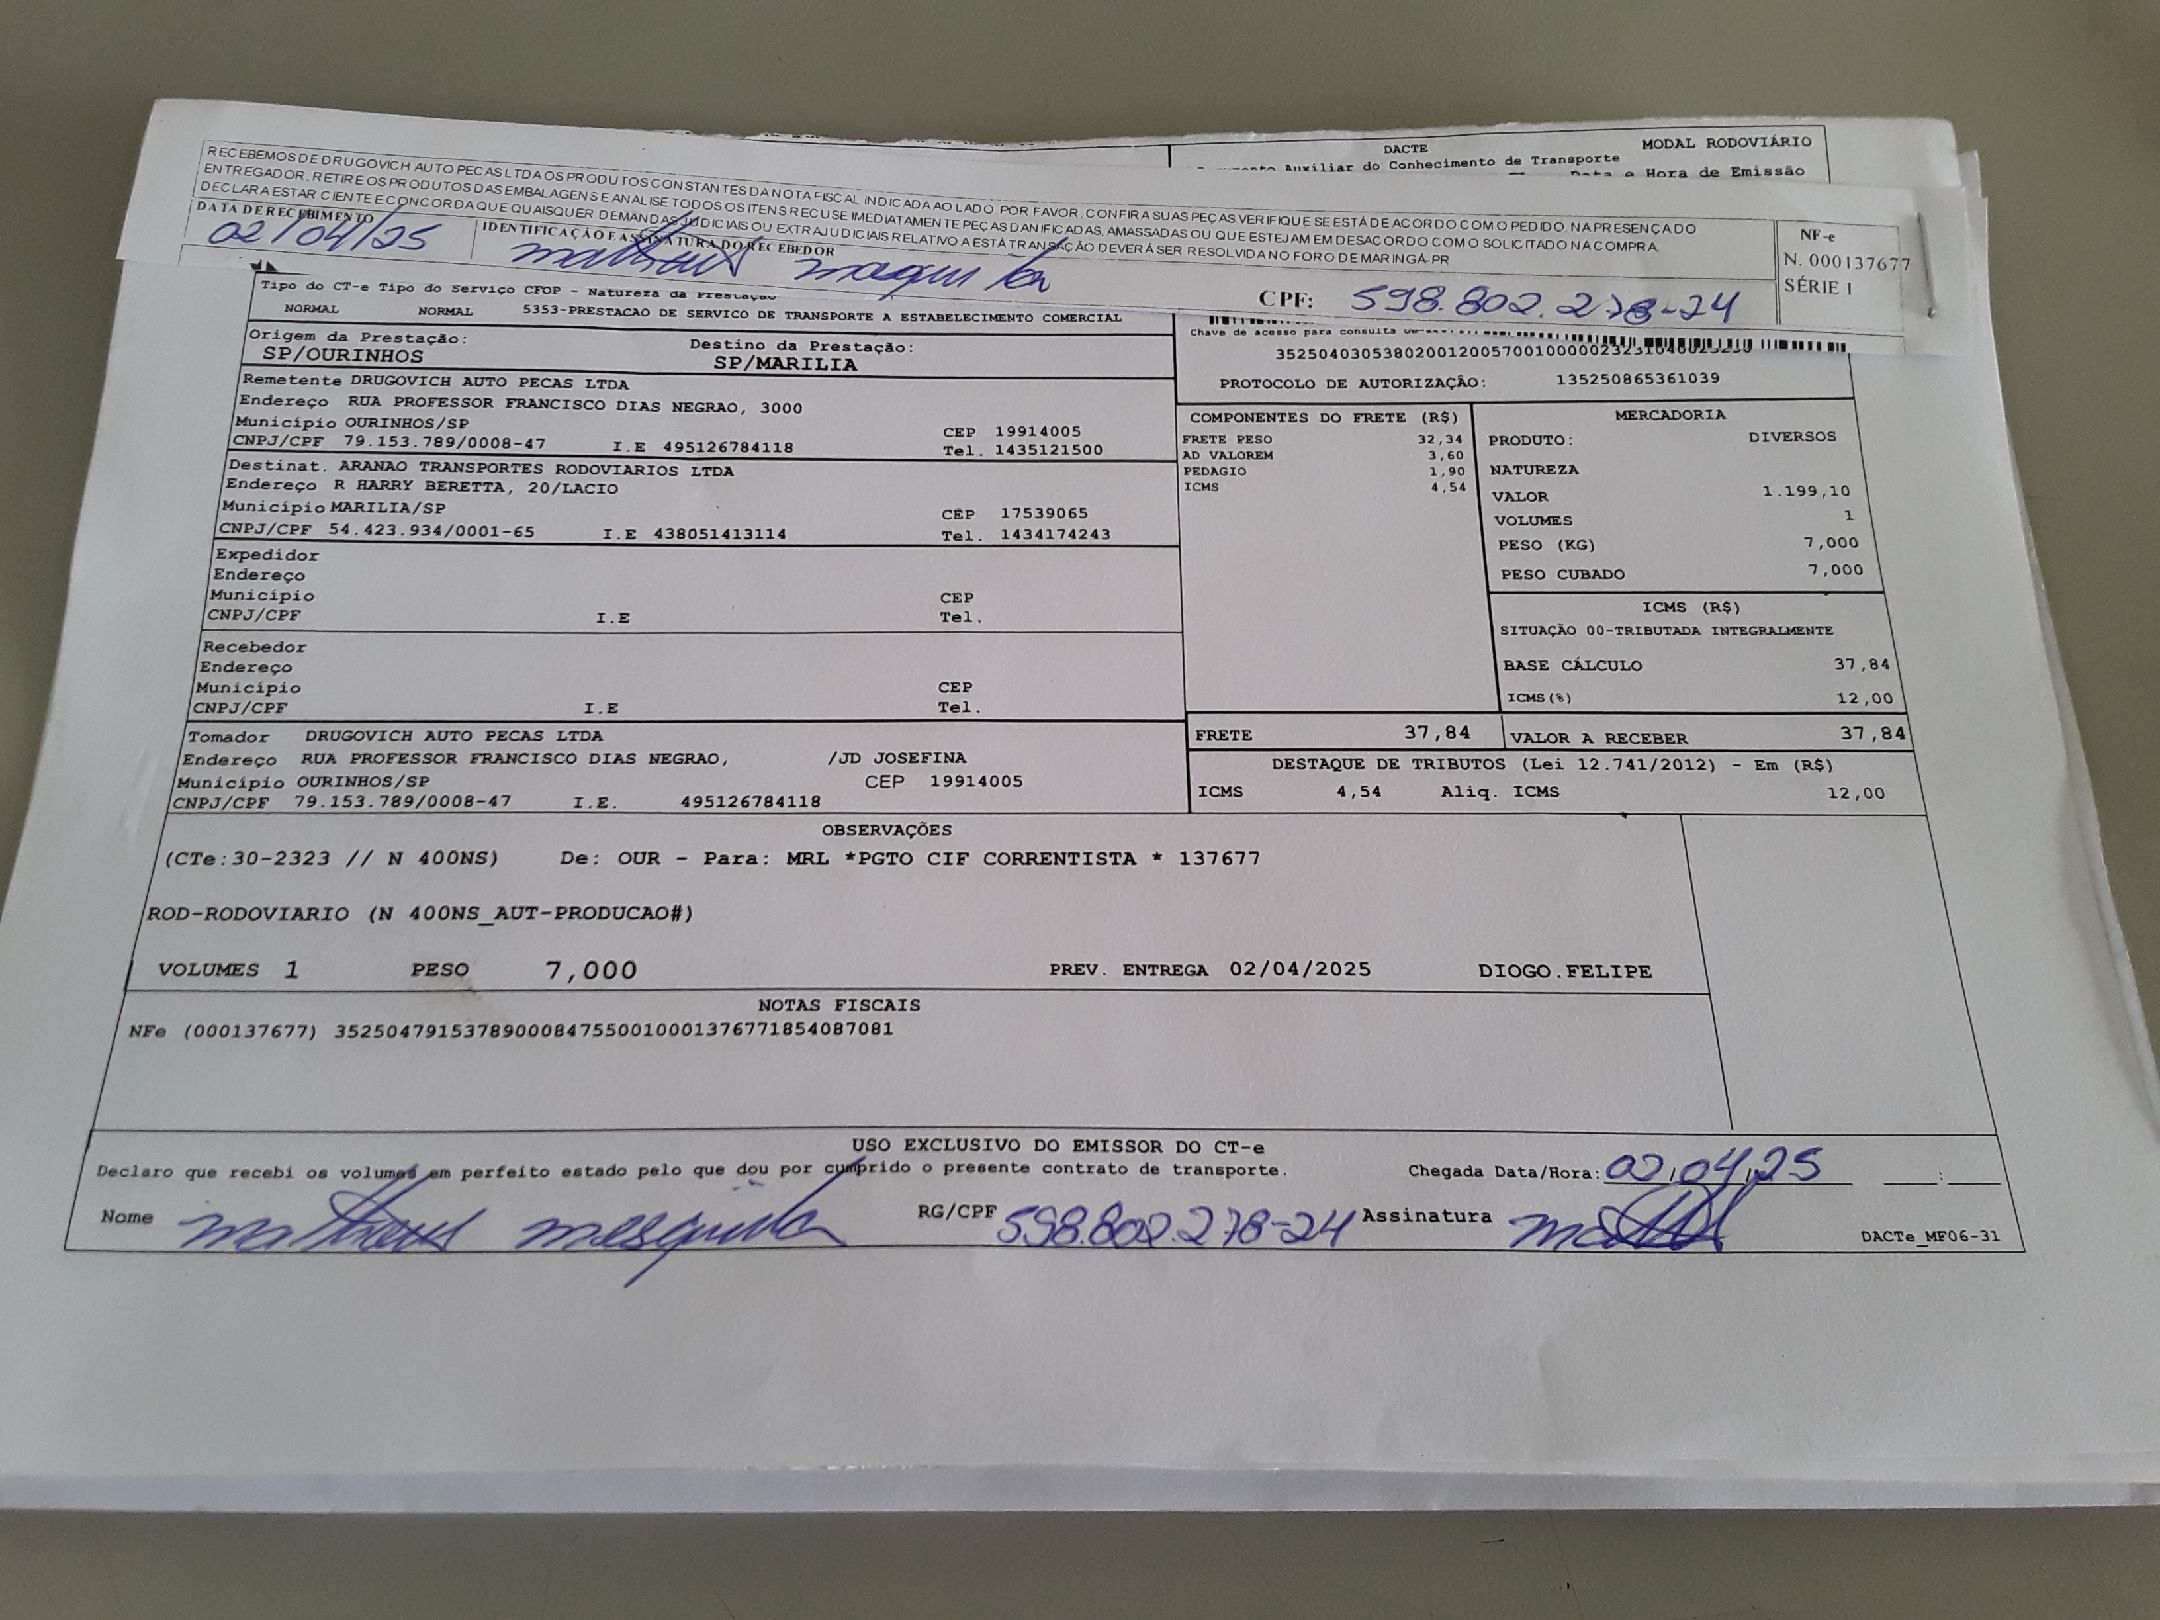 DACTE MODAL RODOVIÁRIO
Auxiliar do Conhecimento de Transporte
Data e Hora de Emissão
RECEBEMOS DE DRUGOVICH AUTO PECAS LTDA OS PRODUTOS CONSTANTES DA NOTA FISCAL INDICADA AO LADO. POR FAVOR, CONFIRA SUAS PEÇAS VERIFIQUE SE ESTÁ DE ACORDO COM O PEDIDO. NA PRESENÇA DO
ENTREGADOR, RETIRE OS PRODUTOS DAS EMBALAGENS E ANALISE TODOS OS ITENS RECUSE IMEDIATAMENTE PEÇAS DANIFICADAS, AMASSADAS OU QUE ESTEJAM EM DESACORDO COM O SOLICITADO NA COMPRA.
DECLARA ESTAR CIENTE E CONCORDA QUE QUAISQUER DEMANDAS JUDICIAIS OU EXTRAJUDICIAIS RELATIVO A ESTÁ TRANSAÇÃO DEVERÁ SER RESOLVIDA NO FORO DE MARINGÁ-PR
DATA DE RECEBIMENTO IDENTIFICAÇÃO E ASSINATURA DO RECEBEDOR
02/04/25 matheus CPF: 598.802.278-24
NF-e
N. 000137677
SÉRIE 1
Tipo do CT-e Tipo do Serviço CFOP - Natureza da Prestação
NORMAL NORMAL 5353-PRESTACAO DE SERVICO DE TRANSPORTE A ESTABELECIMENTO COMERCIAL
Chave de acesso para consulta
Origem da Prestação: Destino da Prestação:
SP/OURINHOS SP/MARILIA
PROTOCOLO DE AUTORIZAÇÃO: 135250865361039
Remetente DRUGOVICH AUTO PECAS LTDA
Endereço RUA PROFESSOR FRANCISCO DIAS NEGRAO, 3000
Município OURINHOS/SP CEP 19914005
CNPJ/CPF 79.153.789/0008-47 I.E 495126784118 Tel. 1435121500
Destinat. ARANAO TRANSPORTES RODOVIARIOS LTDA
Endereço R HARRY BERETTA, 20/LACIO
Município MARILIA/SP CEP 17539065
CNPJ/CPF 54.423.934/0001-65 I.E 438051413114 Tel. 1434174243
Expedidor
Endereço
Município CEP
CNPJ/CPF I.E Tel.
Recebedor
Endereço
Município CEP
CNPJ/CPF I.E Tel.
Tomador DRUGOVICH AUTO PECAS LTDA
Endereço RUA PROFESSOR FRANCISCO DIAS NEGRAO, /JD JOSEFINA
Município OURINHOS/SP CEP 19914005
CNPJ/CPF 79.153.789/0008-47 I.E. 495126784118
COMPONENTES DO FRETE (R$)
FRETE PESO 32,34
AD VALOREM 3,60
PEDAGIO 1,90
ICMS 4,54
MERCADORIA
PRODUTO: DIVERSOS
NATUREZA
VALOR 1.199,10
VOLUMES 1
PESO (KG) 7,000
PESO CUBADO 7,000
ICMS (R$)
SITUAÇÃO 00-TRIBUTADA INTEGRALMENTE
BASE CÁLCULO 37,84
ICMS(%) 12,00
FRETE 37,84 VALOR A RECEBER 37,84
DESTAQUE DE TRIBUTOS (Lei 12.741/2012) - Em (R$)
ICMS 4,54 Aliq. ICMS 12,00
OBSERVAÇÕES
(CTe:30-2323 // N 400NS) De: OUR - Para: MRL *PGTO CIF CORRENTISTA * 137677
ROD-RODOVIARIO (N 400NS_AUT-PRODUCAO#)
VOLUMES 1 PESO 7,000 PREV. ENTREGA 02/04/2025 DIOGO.FELIPE
NOTAS FISCAIS
NFe (000137677) 35250479153789000847550010001376771854087081
USO EXCLUSIVO DO EMISSOR DO CT-e
Declaro que recebi os volumes em perfeito estado pelo que dou por cumprido o presente contrato de transporte. Chegada Data/Hora: 02,04,25 :
Nome matheus mesquita RG/CPF 598.802.278-24 Assinatura
DACTe_MF06-31